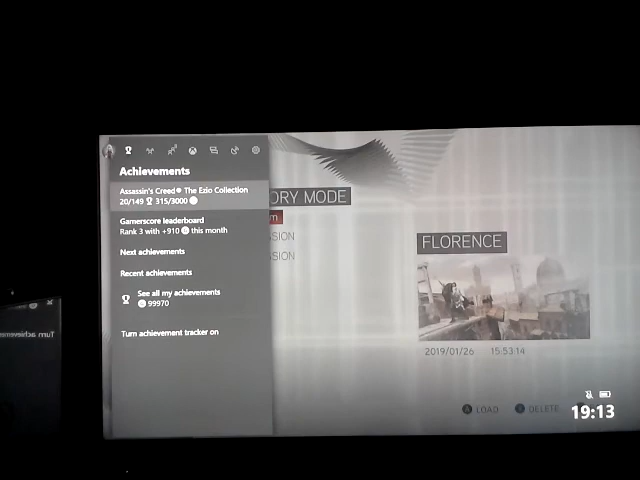 Achievements
Assassin's Creed® The Ezio Collection
20/149 315/3000
Gamerscore leaderboard
Rank 3 with +910 G this month
Next achievements
Recent achievements
See all my achievements
G 99970
Turn achievement tracker on
ORY MODE
m
SSION
SSION
FLORENCE
2019/01/26 15:53:14
A LOAD X DELETE
19:13